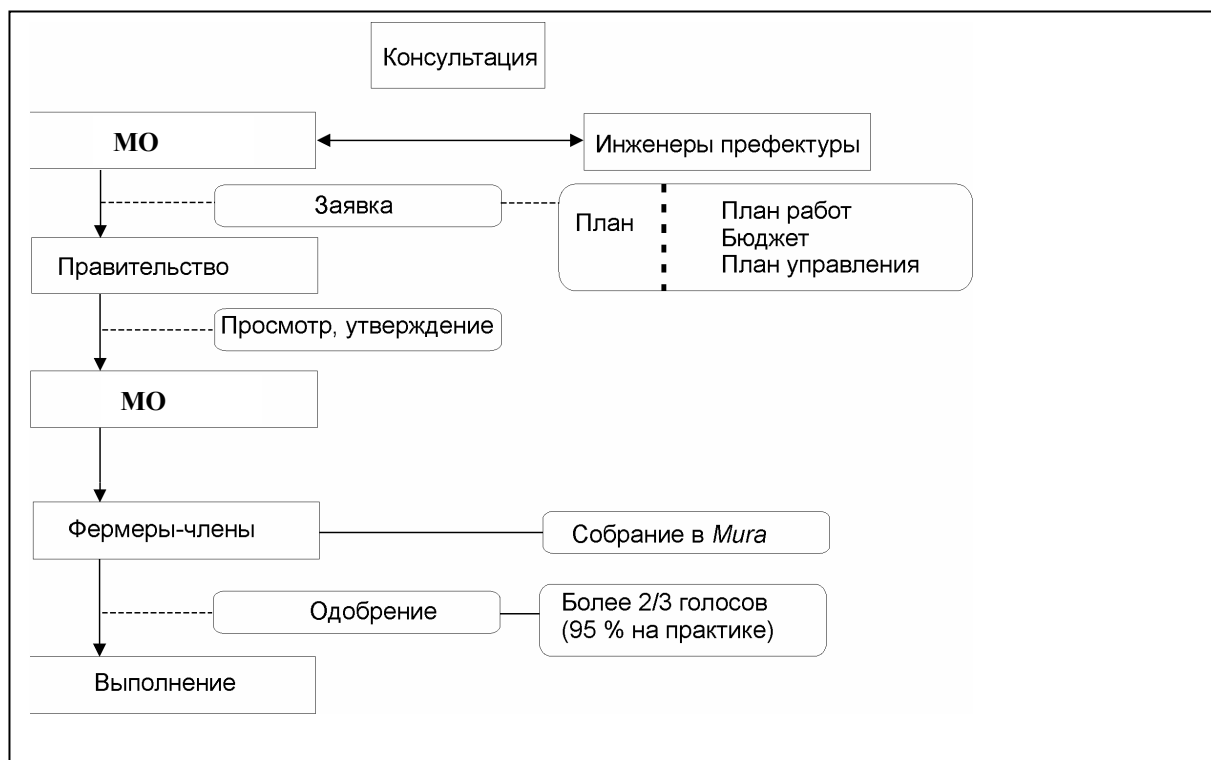 Консультация
МО
Инженеры префектуры
Заявка
План
План работ
Бюджет
План управления
Правительство
Просмотр, утверждение
МО
Фермеры-члены
Собрание в Mura
Одобрение
Более 2/3 голосов
(95 % на практике)
Выполнение